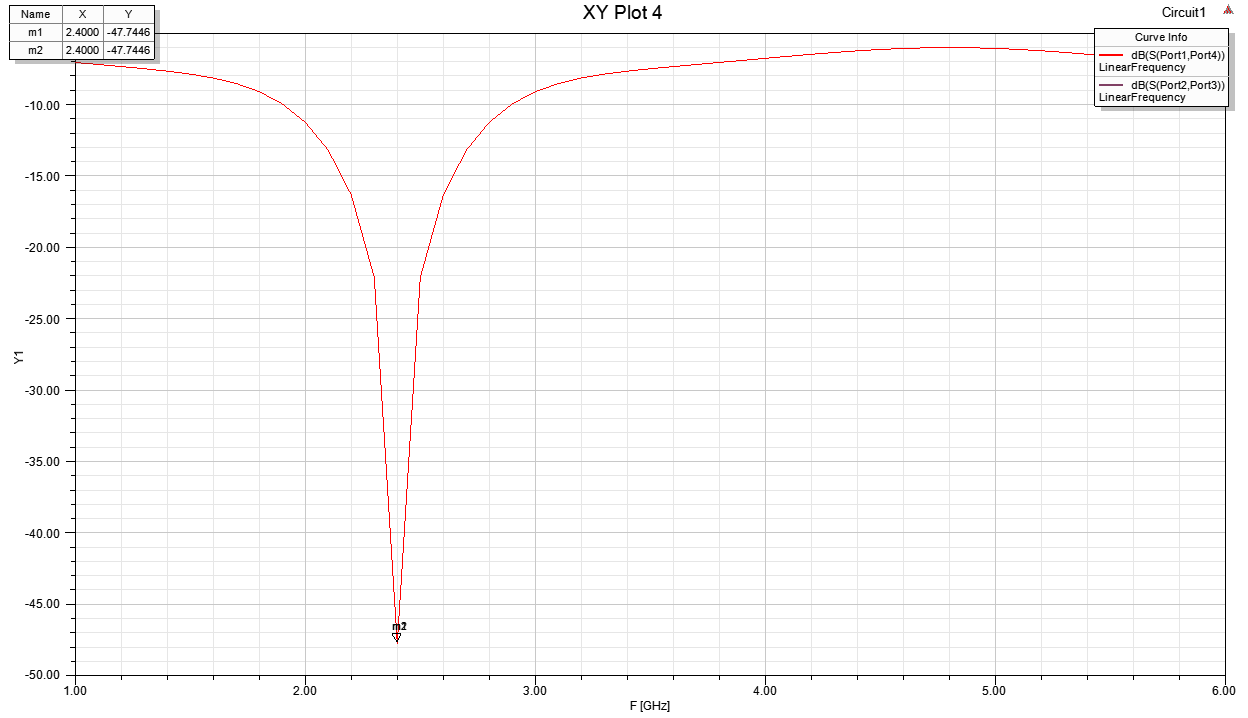 XY Plot 4
Circuit1
Name X Y
m1 2.4000 -47.7446
m2 2.4000 -47.7446
Curve Info
dB(S(Port1,Port4))
LinearFrequency
dB(S(Port2,Port3))
LinearFrequency
-10.00
-15.00
-20.00
-25.00
-30.00
-35.00
-40.00
-45.00
-50.00
Y1
m2
1.00 2.00 3.00 4.00 5.00 6.00
F [GHz]